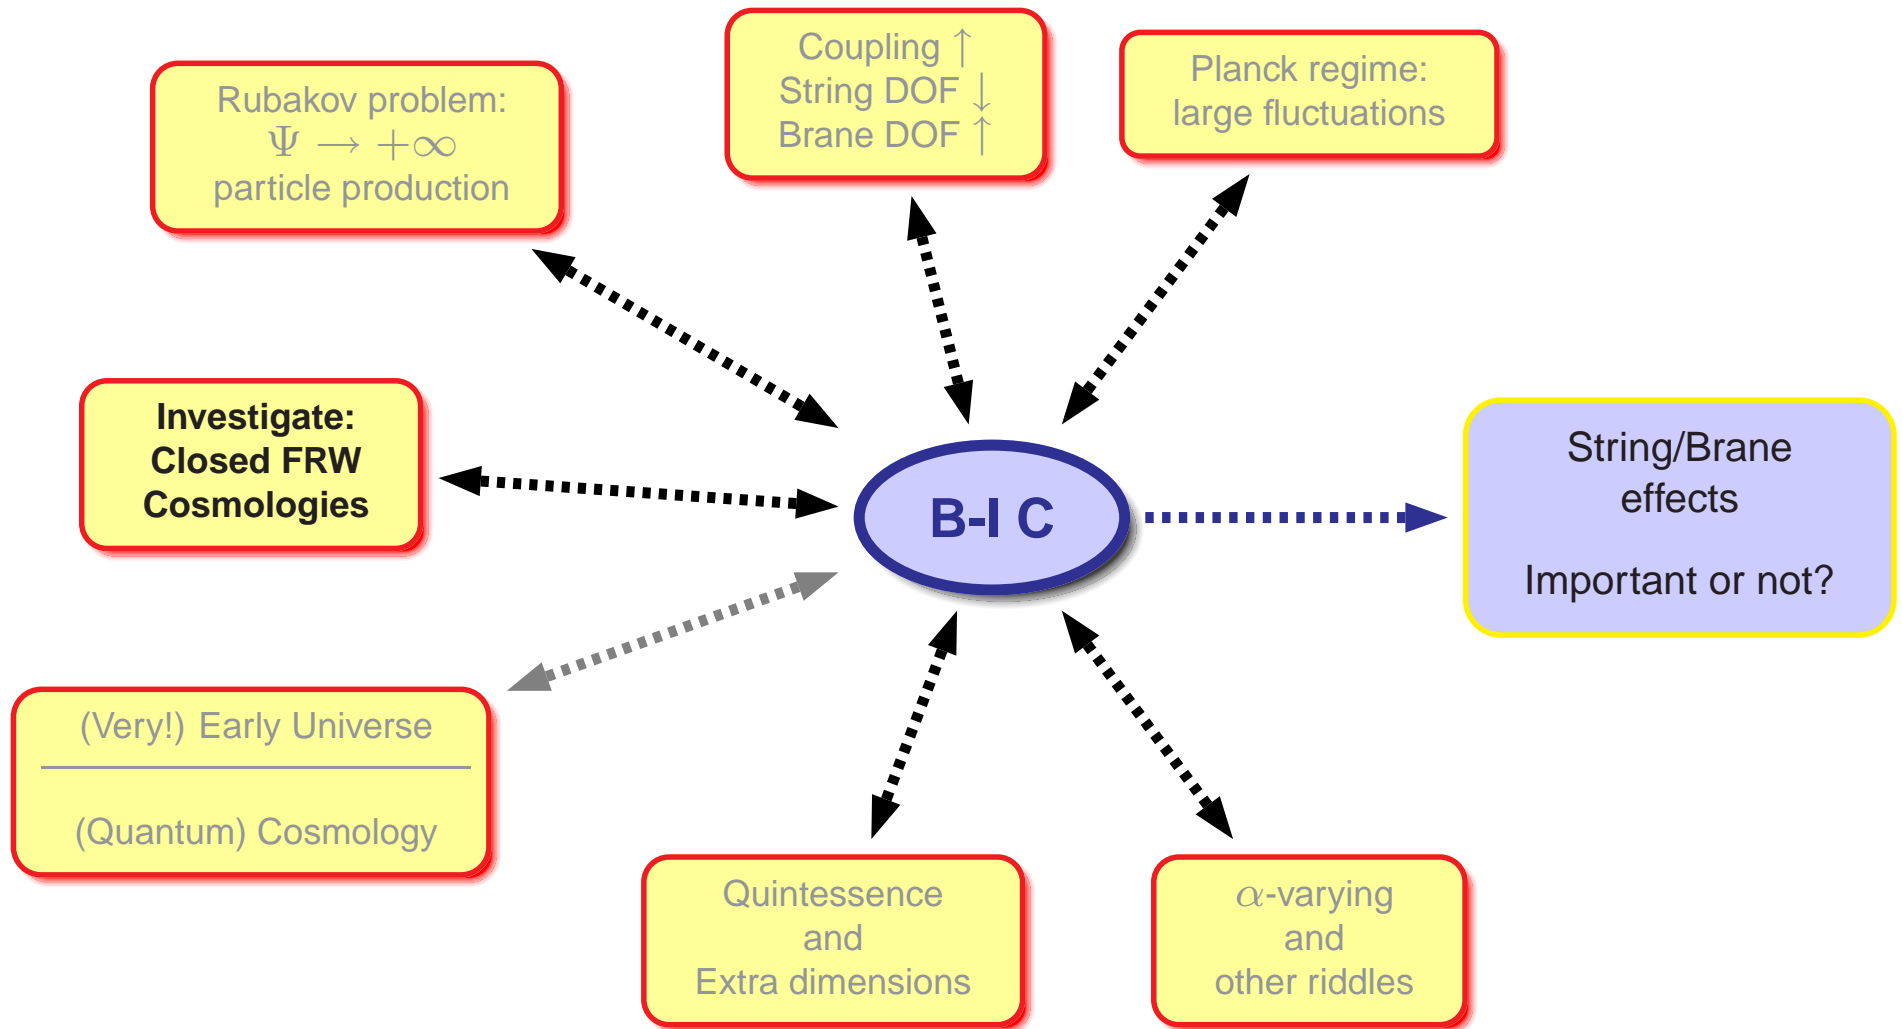 Rubakov problem:
Ψ → +∞
particle production
Coupling ↑
String DOF ↓
Brane DOF ↑
Planck regime:
large fluctuations
Investigate:
Closed FRW
Cosmologies
B-I C
String/Brane
effects
Important or not?
(Very!) Early Universe
(Quantum) Cosmology
Quintessence
and
Extra dimensions
α-varying
and
other riddles